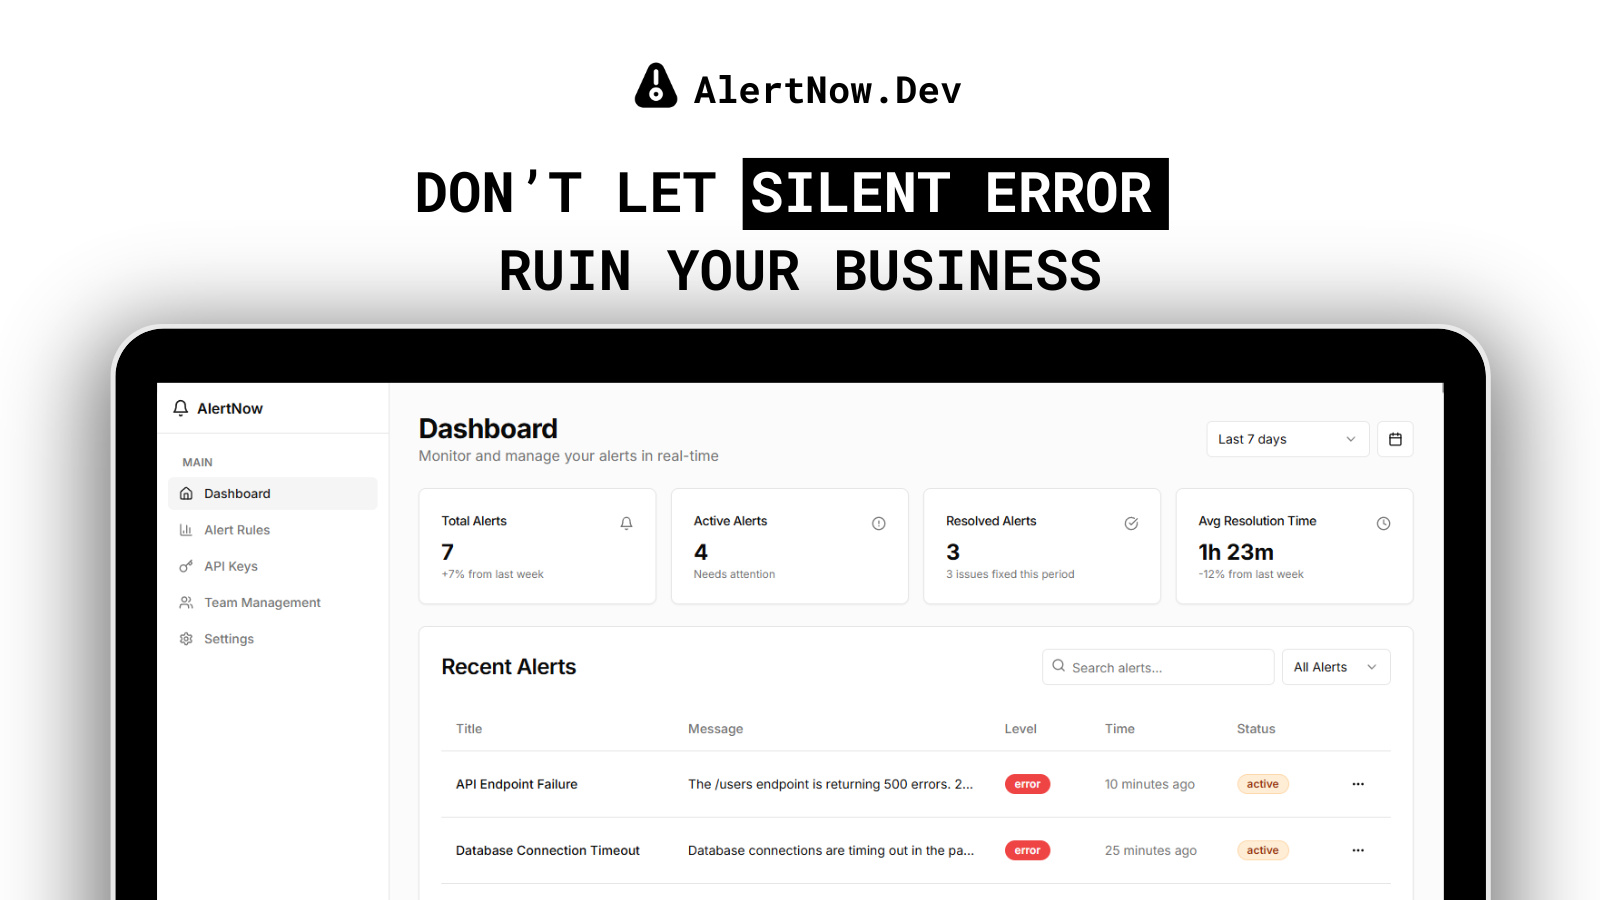 AlertNow.Dev
DON’T LET SILENT ERROR
RUIN YOUR BUSINESS
AlertNow
MAIN
Dashboard
Alert Rules
API Keys
Team Management
Settings
Dashboard
Monitor and manage your alerts in real-time
Last 7 days
Total Alerts
7
+7% from last week
Active Alerts
4
Needs attention
Resolved Alerts
3
3 issues fixed this period
Avg Resolution Time
1h 23m
-12% from last week
Recent Alerts
Search alerts...
All Alerts
Title Message Level Time Status
API Endpoint Failure The /users endpoint is returning 500 errors. 2... error 10 minutes ago active
Database Connection Timeout Database connections are timing out in the pa... error 25 minutes ago active